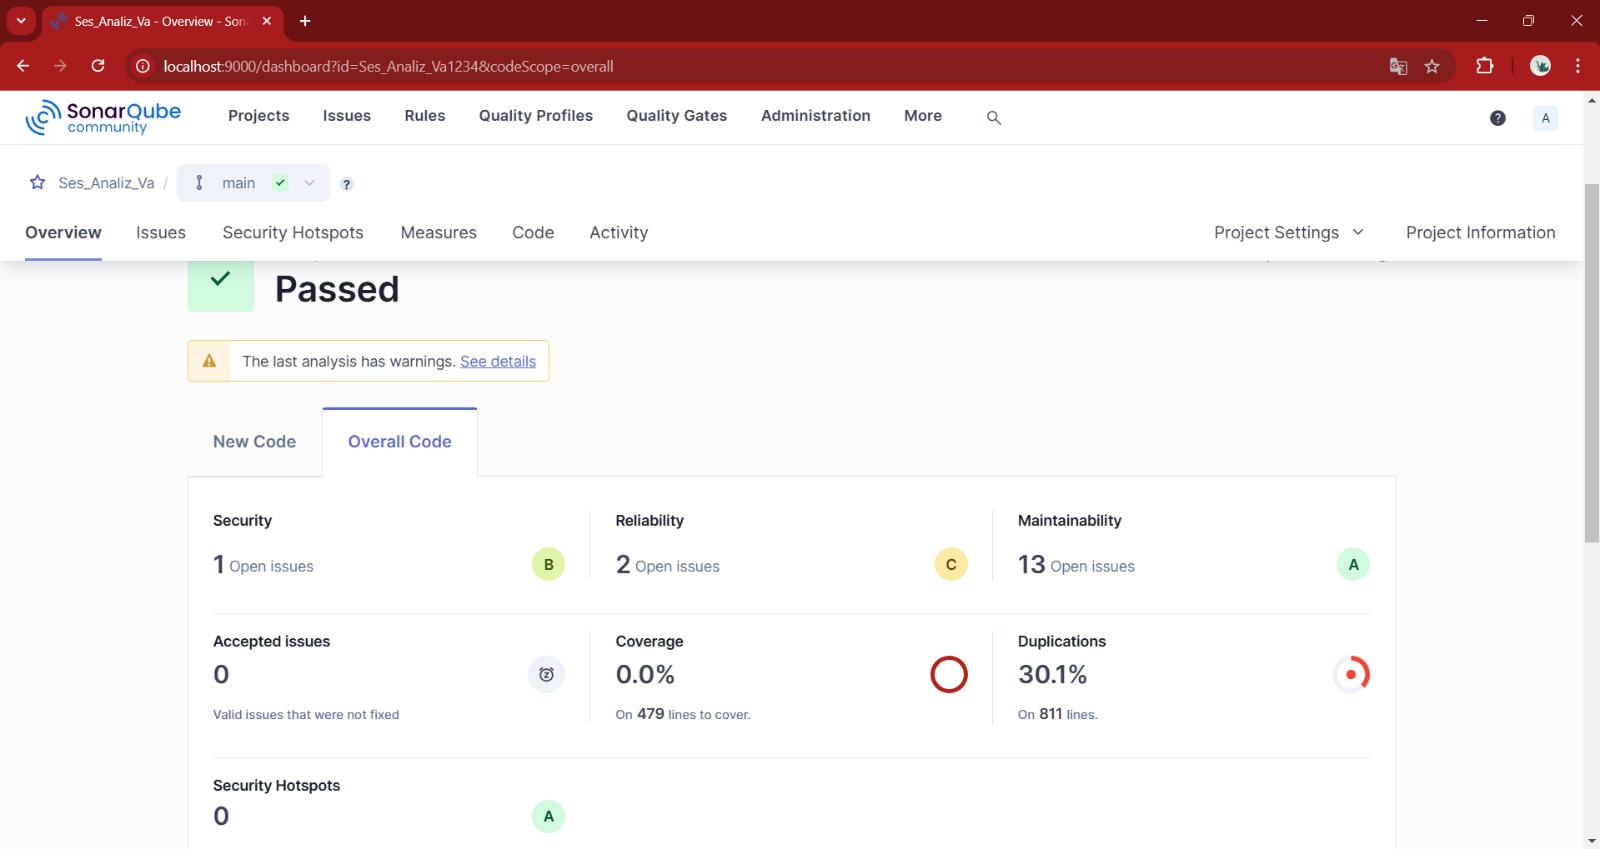 Ses_Analiz_Va - Overview - Son
localhost:9000/dashboard?id=Ses_Analiz_Va1234&codeScope=overall
SonarQube
community
Projects Issues Rules Quality Profiles Quality Gates Administration More
? A
Ses_Analiz_Va / main ?
Overview Issues Security Hotspots Measures Code Activity Project Settings Project Information
Passed
The last analysis has warnings. See details
New Code Overall Code
Security Reliability Maintainability
1 Open issues B 2 Open issues C 13 Open issues A
Accepted issues Coverage Duplications
0 0.0% 30.1%
Valid issues that were not fixed On 479 lines to cover. On 811 lines.
Security Hotspots
0 A